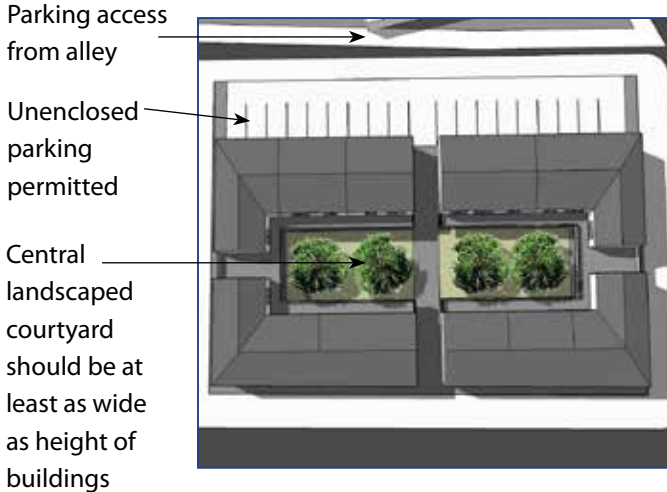 Parking access
from alley
Unenclosed
parking
permitted
Central
landscaped
courtyard
should be at
least as wide
as height of
buildings